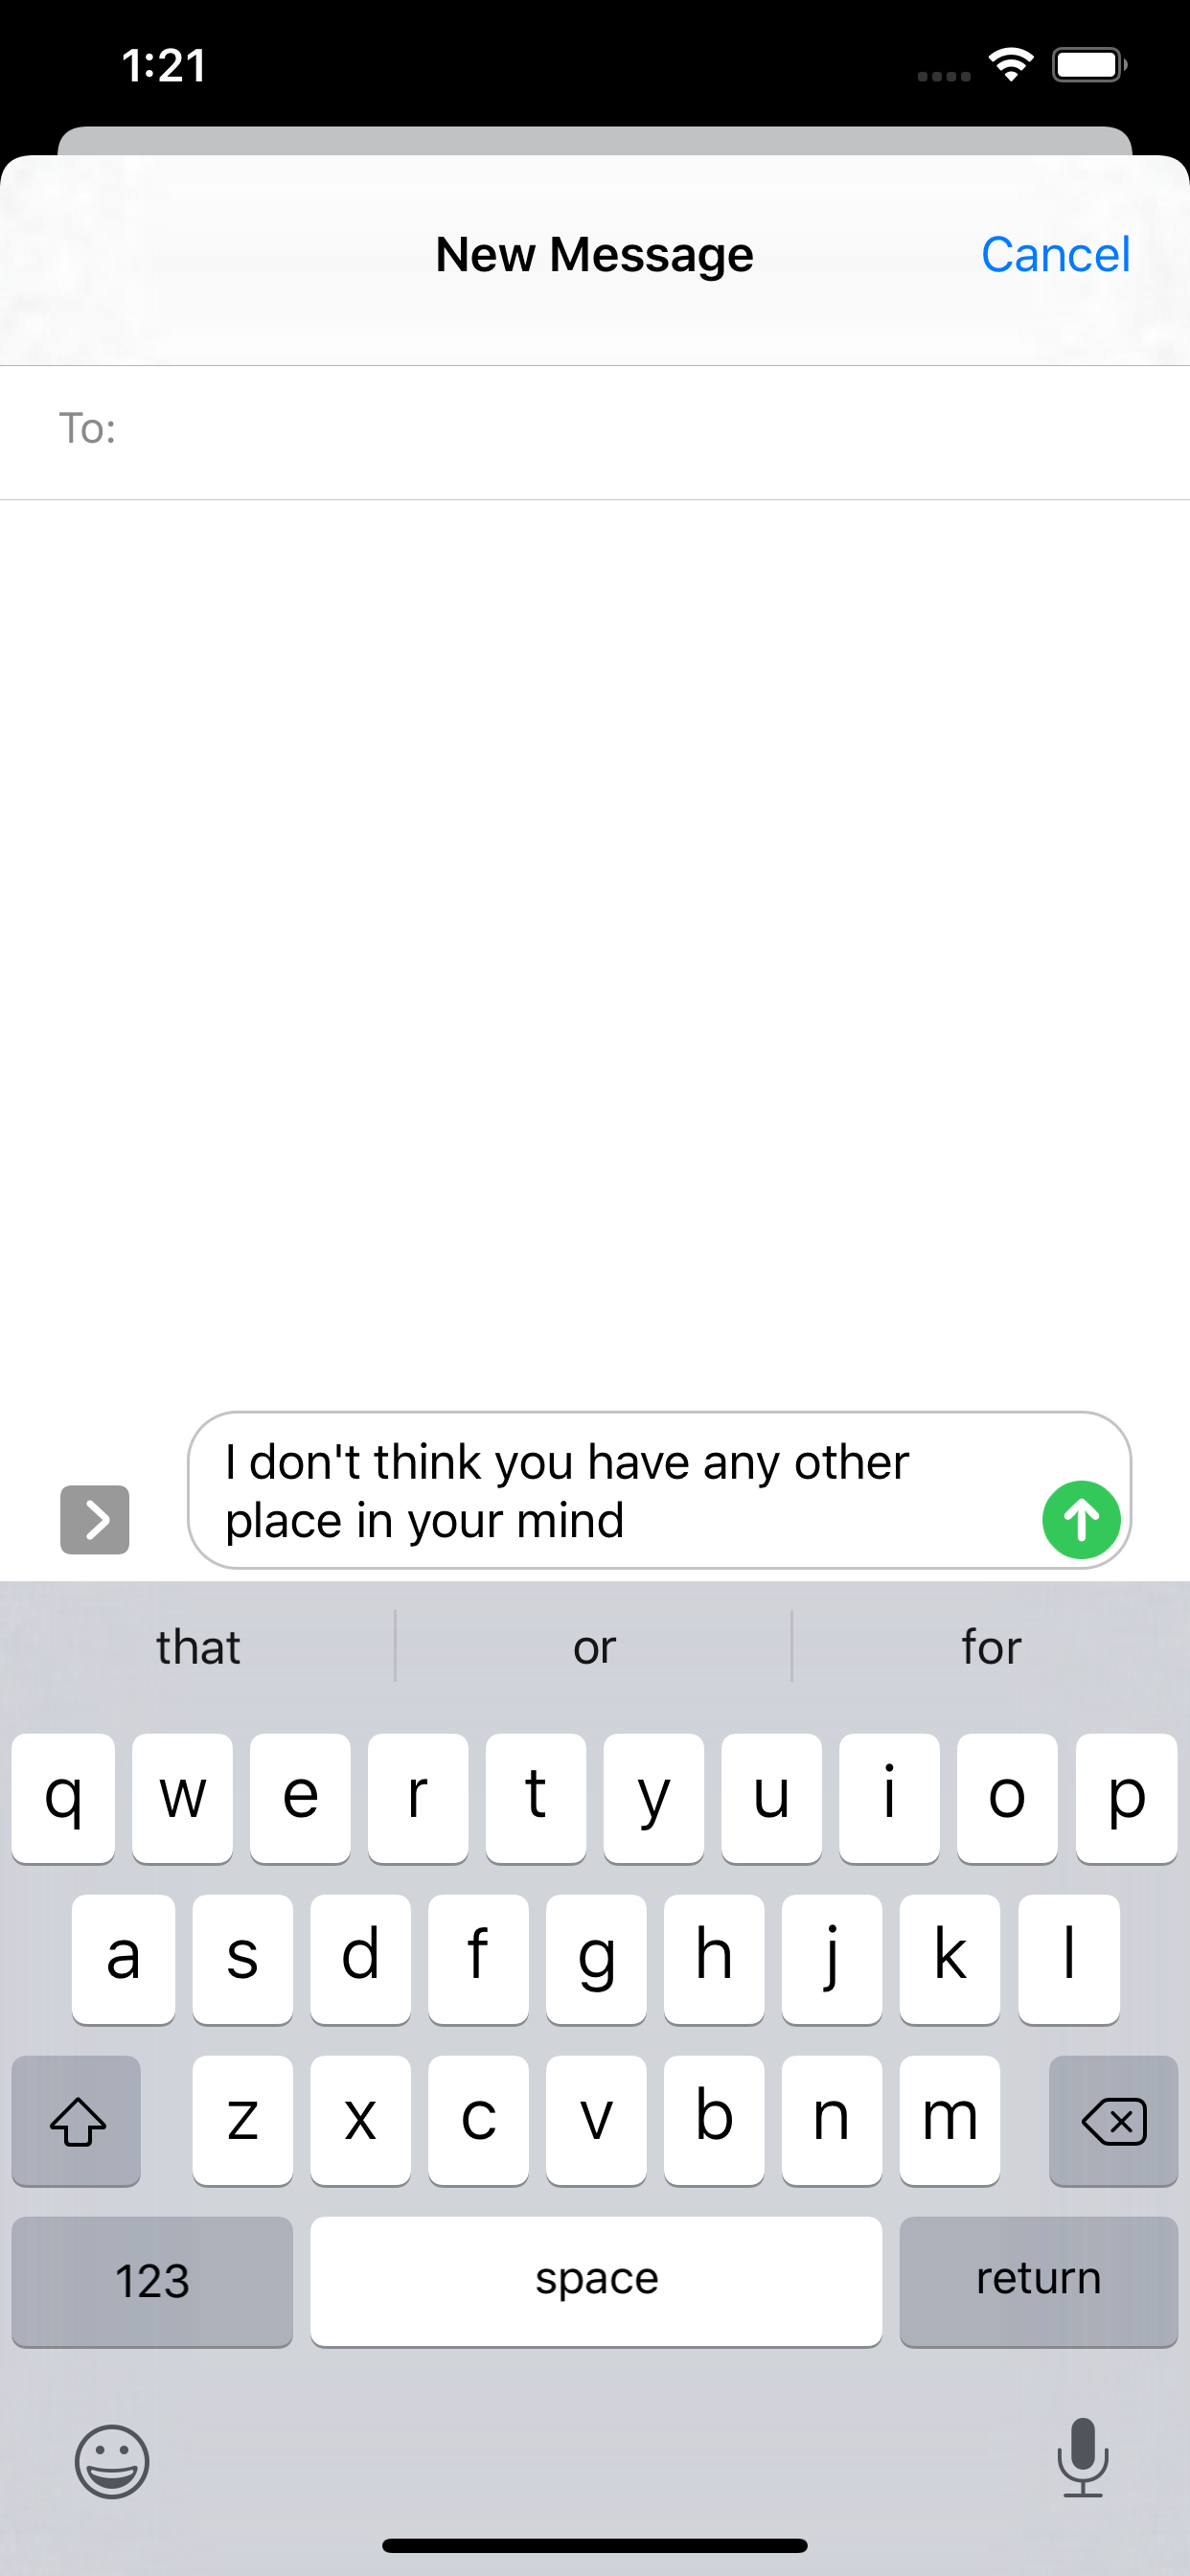 1:21
New Message
Cancel
To:
I don't think you have any other
place in your mind
that or for
q w e r t y u i o p
a s d f g h j k l
z x c v b n m
123 space return